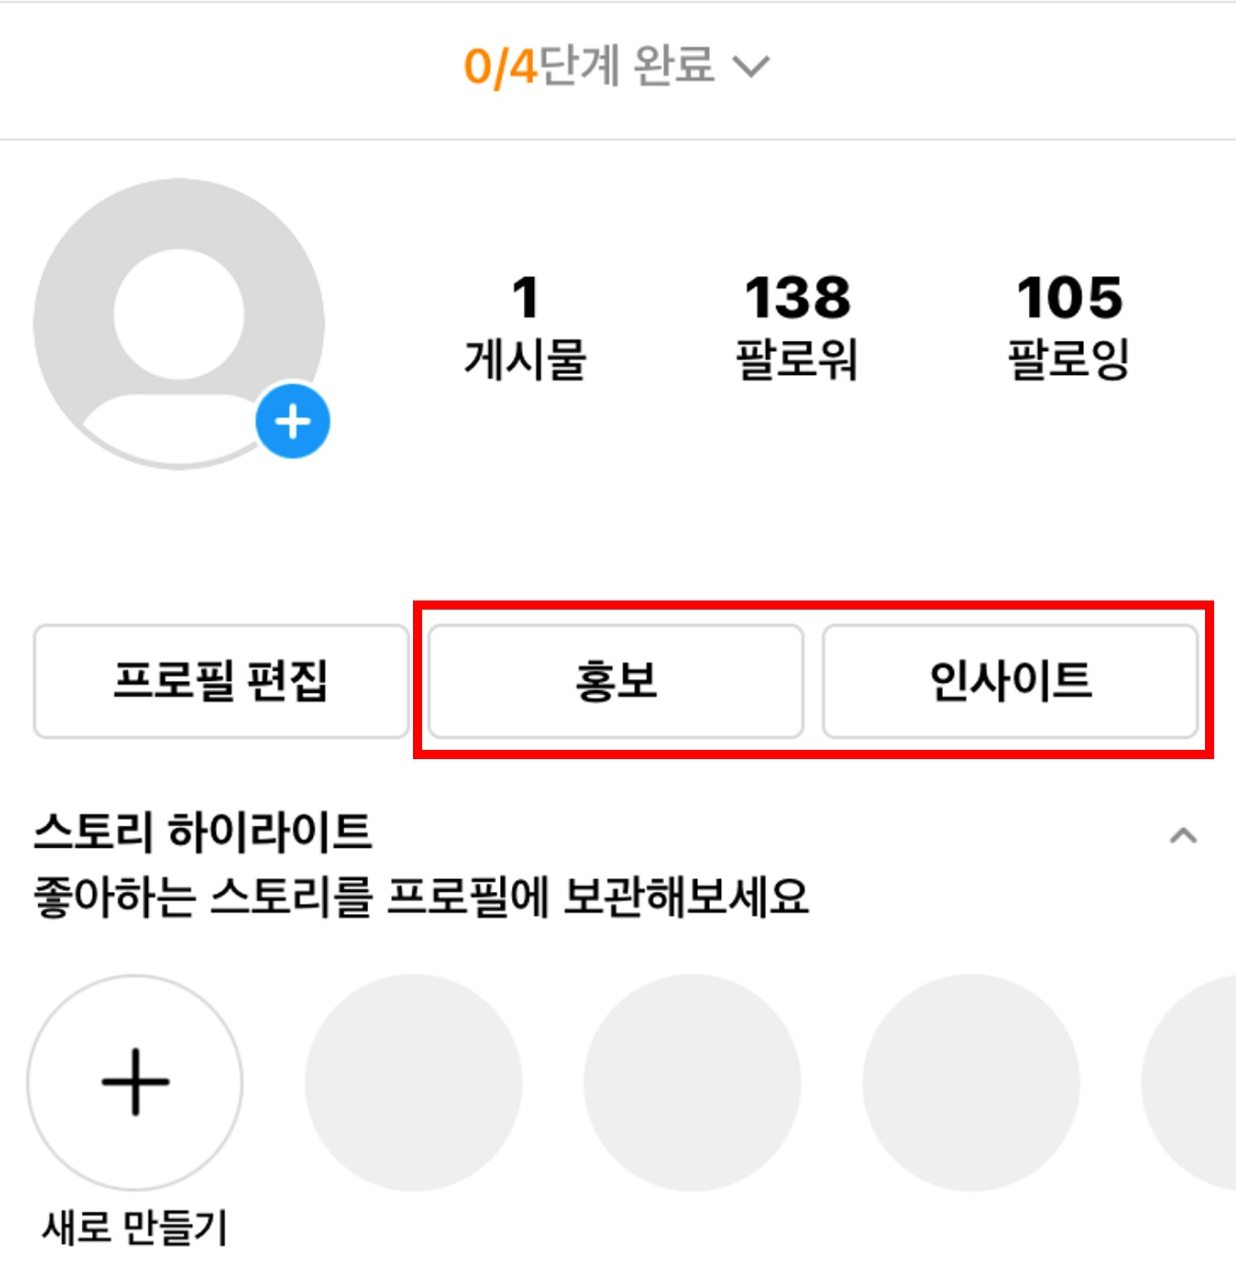 0/4단계 완료
1 138 105
게시물 팔로워 팔로잉
프로필 편집 홍보 인사이트
스토리 하이라이트
좋아하는 스토리를 프로필에 보관해보세요
새로 만들기